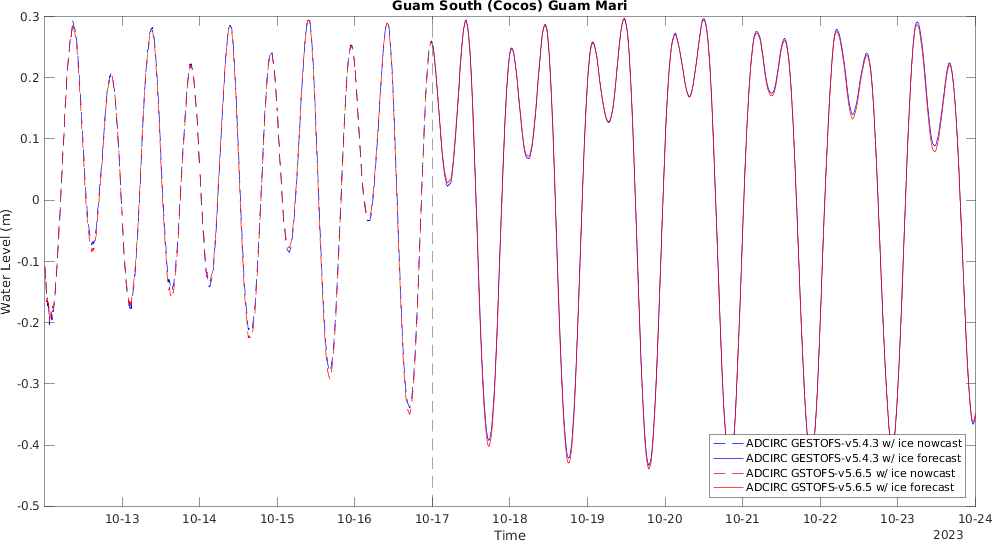 Guam South (Cocos) Guam Mari
0.3
0.2
0.1
0
-0.1
-0.2
-0.3
-0.4
-0.5
Water Level (m)
ADCIRC GESTOFS-v5.4.3 w/ ice nowcast
ADCIRC GESTOFS-v5.4.3 w/ ice forecast
ADCIRC GSTOFS-v5.6.5 w/ ice nowcast
ADCIRC GSTOFS-v5.6.5 w/ ice forecast
10-13 10-14 10-15 10-16 10-17 10-18 10-19 10-20 10-21 10-22 10-23 10-24
Time
2023